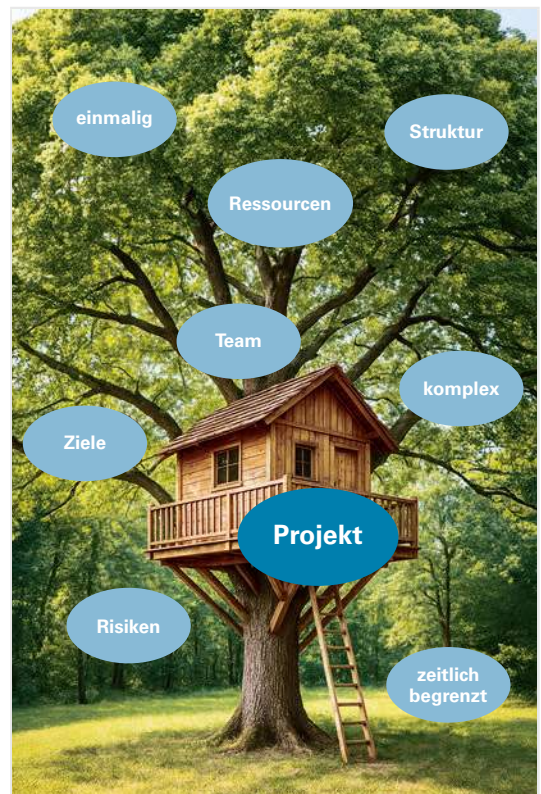 einmalig
Struktur
Ressourcen
Team
komplex
Ziele
Projekt
Risiken
zeitlich
begrenzt